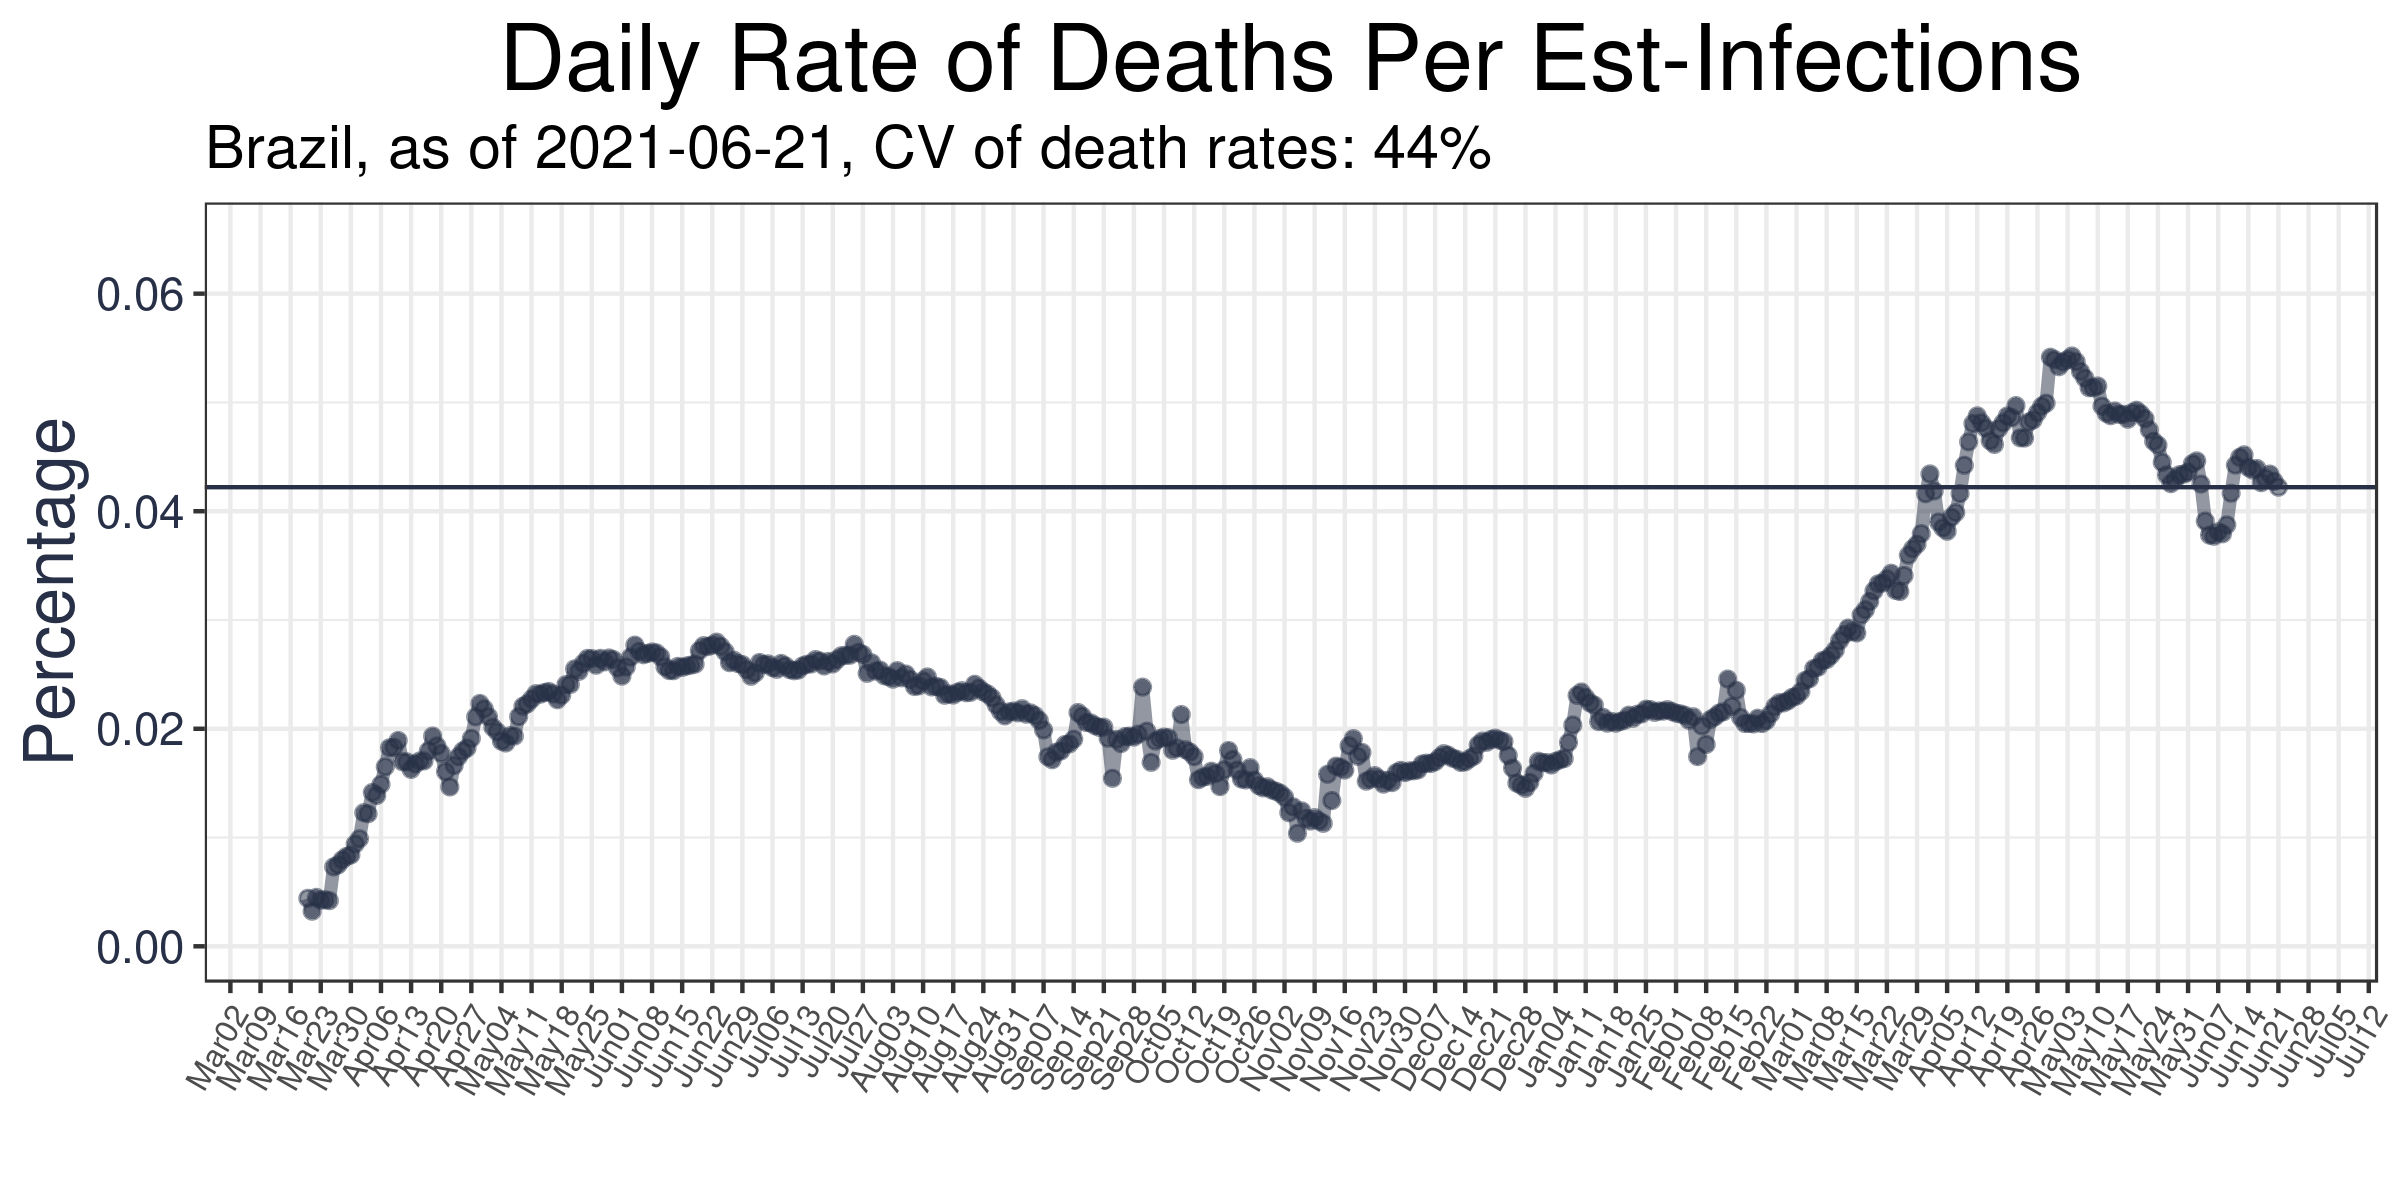 Daily Rate of Deaths Per Est-Infections
Brazil, as of 2021-06-21, CV of death rates: 44%
Percentage
0.06
0.04
0.02
0.00
Mar02
Mar09
Mar16
Mar23
Mar30
Apr06
Apr13
Apr20
Apr27
May04
May11
May18
May25
Jun01
Jun08
Jun15
Jun22
Jun29
Jul06
Jul13
Jul20
Jul27
Aug03
Aug10
Aug17
Aug24
Aug31
Sep07
Sep14
Sep21
Sep28
Oct05
Oct12
Oct19
Oct26
Nov02
Nov09
Nov16
Nov23
Nov30
Dec07
Dec14
Dec21
Dec28
Jan04
Jan11
Jan18
Jan25
Feb01
Feb08
Feb15
Feb22
Mar01
Mar08
Mar15
Mar22
Mar29
Apr05
Apr12
Apr19
Apr26
May03
May10
May17
May24
May31
Jun07
Jun14
Jun21
Jun28
Jul05
Jul12